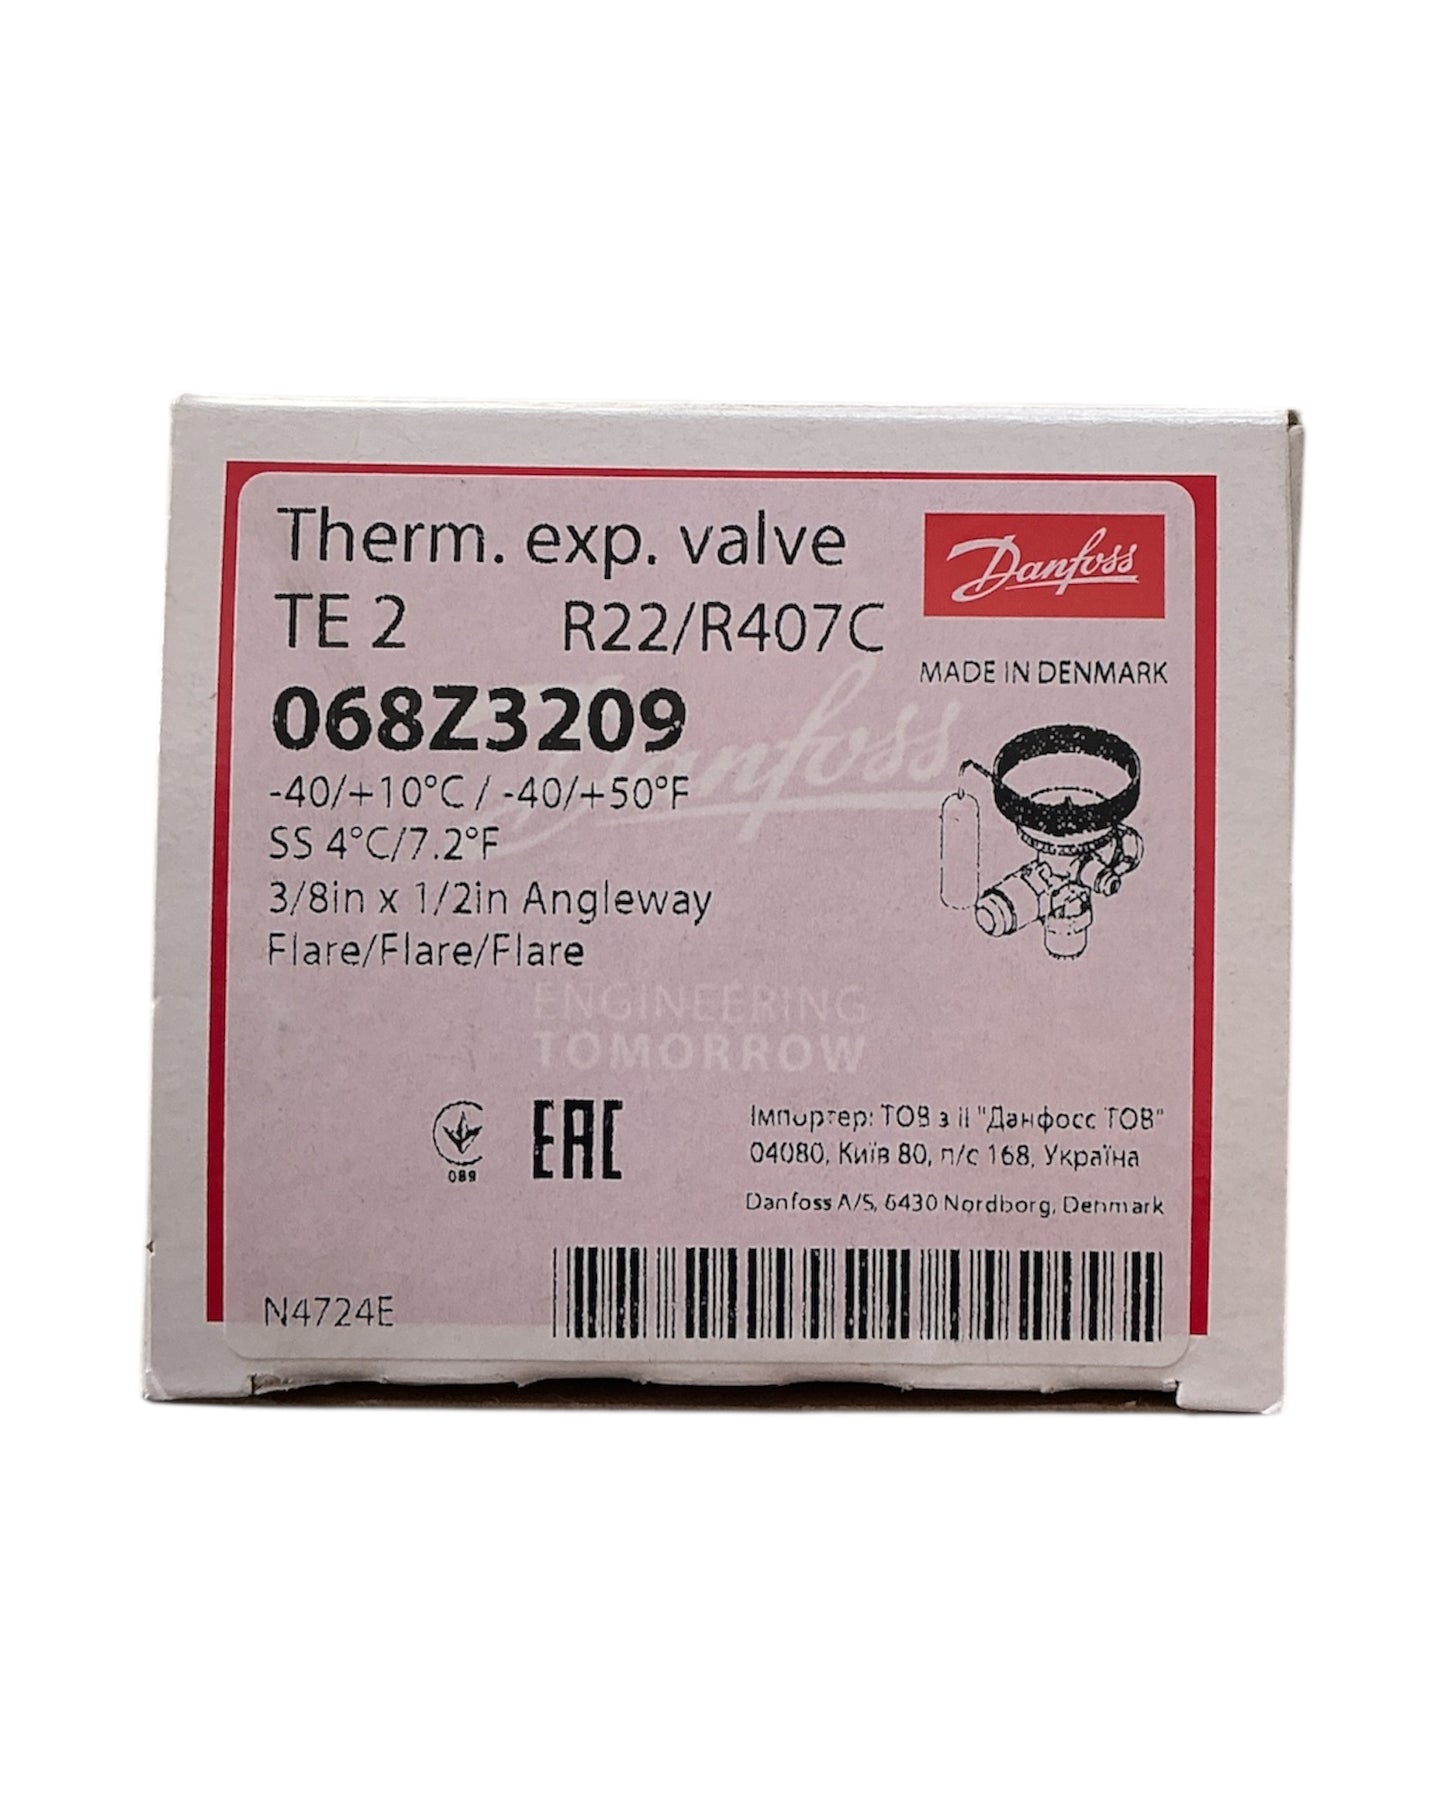 Therm. exp. valve
Danfoss
TE 2 R22/R407C
MADE IN DENMARK
068Z3209
Danfoss
-40/+10°C / -40/+50°F
SS 4°C/7.2°F
3/8in x 1/2in Angleway
Flare/Flare/Flare
ENGINEERING
TOMORROW
089
EAC
Імпортер: ТОВ з ІІ "Данфосс ТОВ"
04080, Київ 80, п/с 168, Україна
Danfoss A/S, 6430 Nordborg, Denmark
N4724E